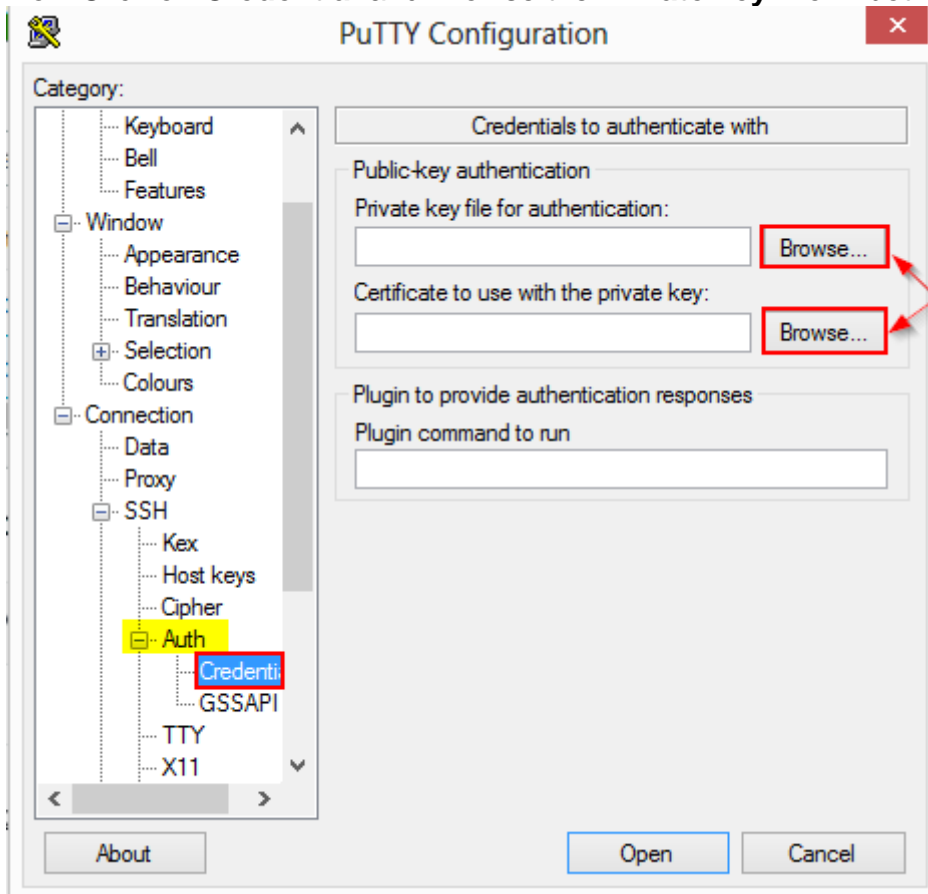 PuTTY Configuration
Category:
Keyboard
Bell
Features
Window
Appearance
Behaviour
Translation
Selection
Colours
Connection
Data
Proxy
SSH
Kex
Host keys
Cipher
Auth
Credenti
GSSAPI
TTY
X11
Credentials to authenticate with
Public-key authentication
Private key file for authentication:
Browse...
Certificate to use with the private key:
Browse...
Plugin to provide authentication responses
Plugin command to run
About
Open
Cancel